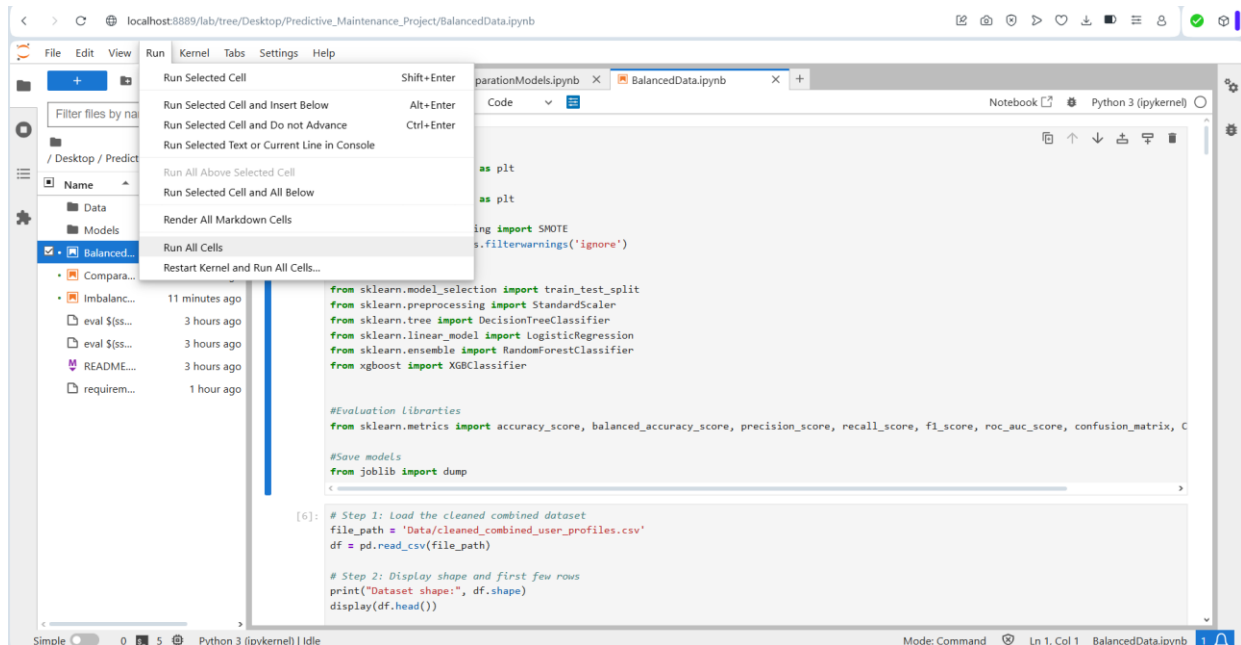 localhost:8889/lab/tree/Desktop/Predictive_Maintenance_Project/BalancedData.ipynb
File Edit View Run Kernel Tabs Settings Help
Run Selected Cell Shift+Enter
Run Selected Cell and Insert Below Alt+Enter
Run Selected Cell and Do not Advance Ctrl+Enter
Run Selected Text or Current Line in Console
Run All Above Selected Cell
Run Selected Cell and All Below
Render All Markdown Cells
Run All Cells
Restart Kernel and Run All Cells...
+
Filter files by na
/ Desktop / Predict
Name
Data
Models
Balanced...
Compara...
Imbalanc... 11 minutes ago
eval $(ss... 3 hours ago
eval $(ss... 3 hours ago
README.... 3 hours ago
requirem... 1 hour ago
parationModels.ipynb × BalancedData.ipynb × +
Code Notebook Python 3 (ipykernel)
as plt
as plt
ing import SMOTE
s.filterwarnings('ignore')
from sklearn.model_selection import train_test_split
from sklearn.preprocessing import StandardScaler
from sklearn.tree import DecisionTreeClassifier
from sklearn.linear_model import LogisticRegression
from sklearn.ensemble import RandomForestClassifier
from xgboost import XGBClassifier
#Evaluation librarties
from sklearn.metrics import accuracy_score, balanced_accuracy_score, precision_score, recall_score, f1_score, roc_auc_score, confusion_matrix, C
#Save models
from joblib import dump
[6]: # Step 1: Load the cleaned combined dataset
file_path = 'Data/cleaned_combined_user_profiles.csv'
df = pd.read_csv(file_path)
# Step 2: Display shape and first few rows
print("Dataset shape:", df.shape)
display(df.head())
Simple 0 5 Python 3 (ipykernel) | Idle Mode: Command Ln 1, Col 1 BalancedData.ipynb 1